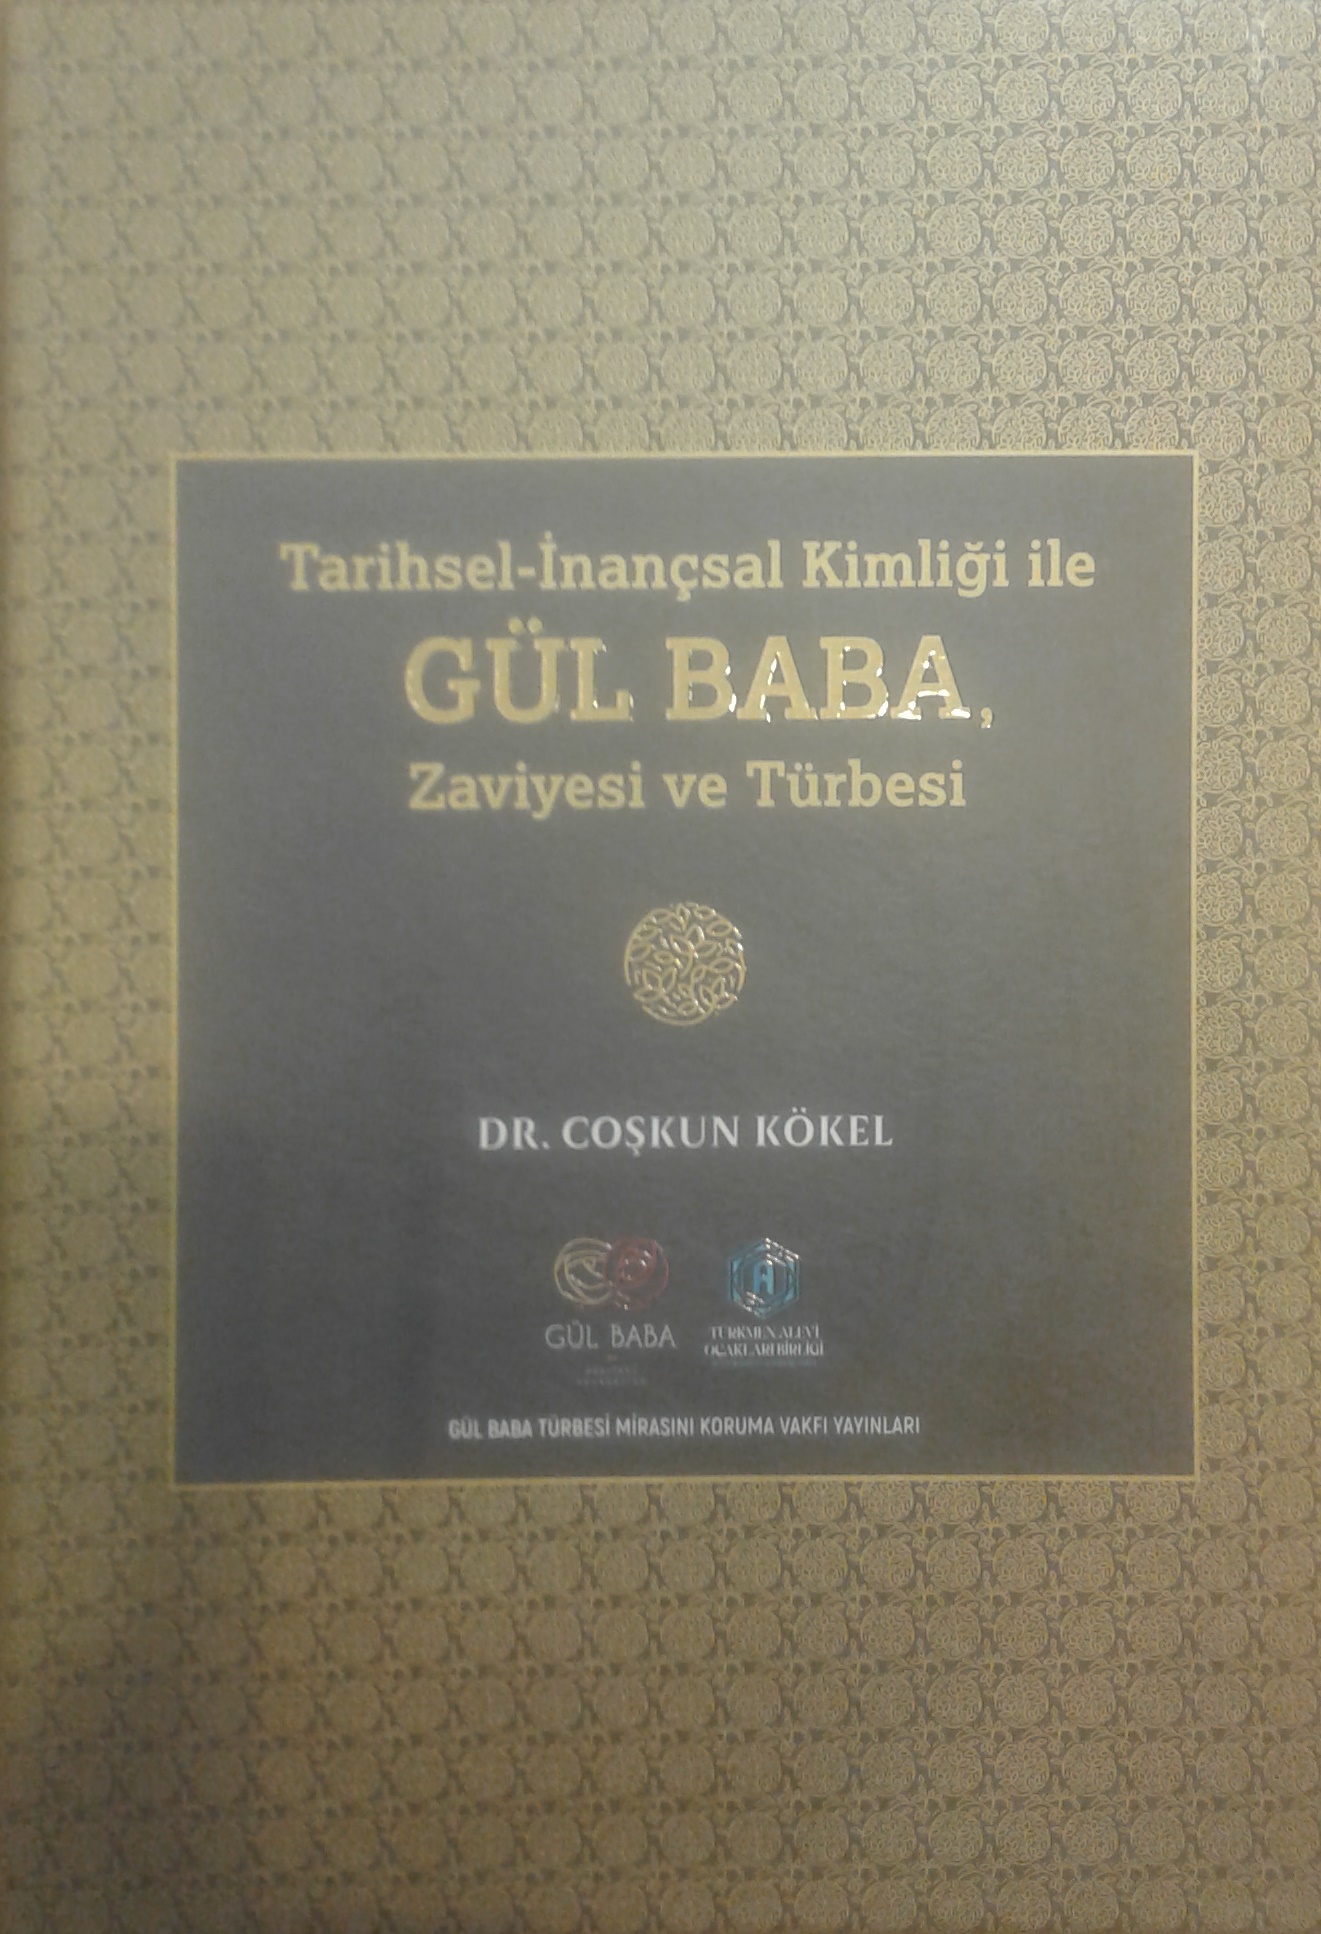 Tarihsel-İnançsal Kimliği ile
GÜL BABA,
Zaviyesi ve Türbesi
DR. COŞKUN KÖKEL
GÜL BABA
TÜRKMEN ALEVİ
OCAKLARI BİRLİĞİ
GÜL BABA TÜRBESİ MİRASINI KORUMA VAKFI YAYINLARI